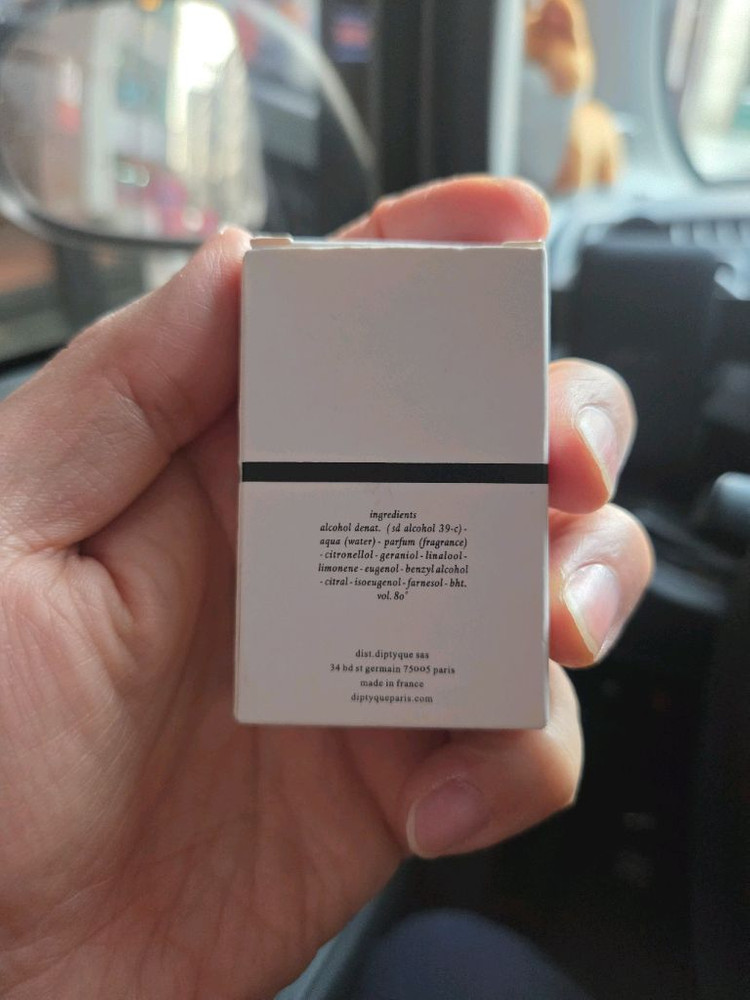 ingredients
alcohol denat. (sd alcohol 39-c) -
aqua (water) - parfum (fragrance)
- citronellol - geraniol - linalool -
limonene - eugenol - benzyl alcohol
- citral - isoeugenol - farnesol - bht.
vol. 80°
dist. diptyque sas
34 bd st germain 75005 paris
made in france
diptyqueparis.com